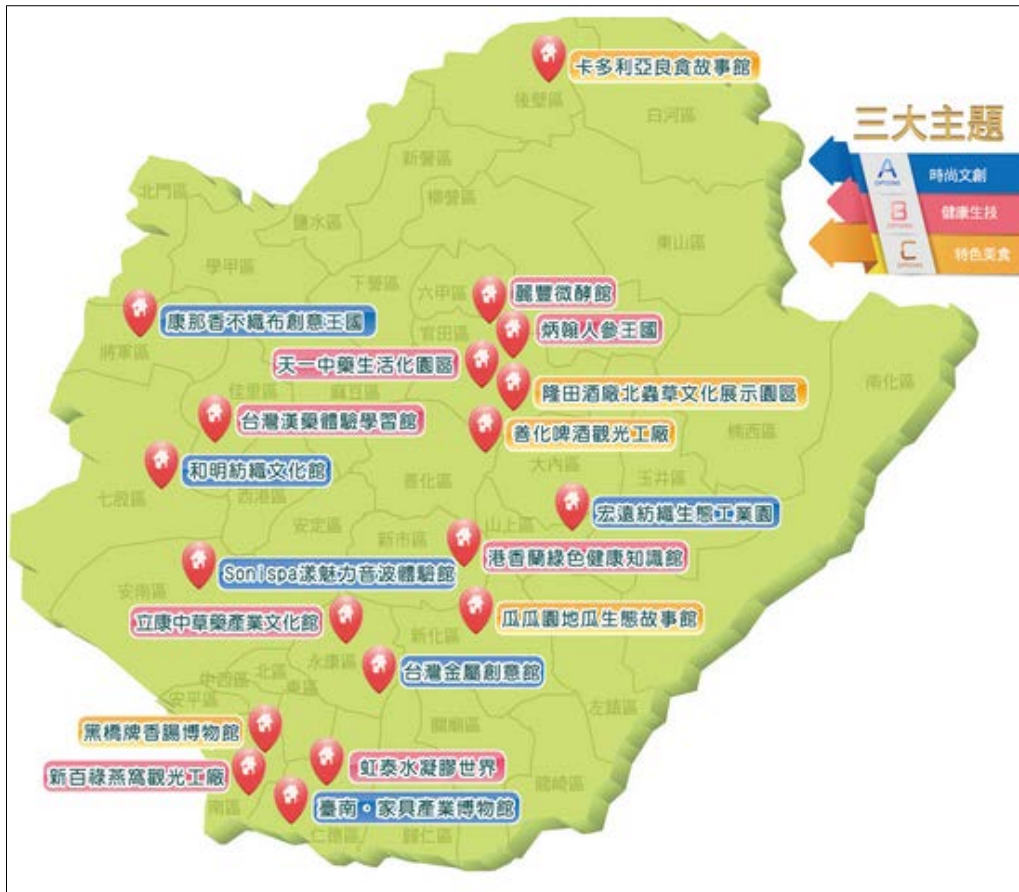 卡多利亞良食故事館
後壁區
白河區
三大主題
A OPTIONS 時尚文創
B OPTIONS 健康生技
C OPTIONS 特色美食
新營區
北門區
柳營區
鹽水區
東山區
學甲區
下營區
六甲區
麗豐微酵館
康那香不織布創意王國
官田區
炳翰人參王國
將軍區
天一中藥生活化園區
南化區
佳里區
麻豆區
隆田酒廠北蟲草文化展示園區
台灣漢藥體驗學習館
善化啤酒觀光工廠
楠西區
和明紡織文化館
大內區
玉井區
七股區
西港區
善化區
宏遠紡織生態工業園
安定區
新市區
山上區
港香蘭綠色健康知識館
Sonispa漾魅力音波體驗館
安南區
立康中草藥產業文化館
瓜瓜園地瓜生態故事館
新化區
永康區
北區
中西區
東區
台灣金屬創意館
安平區
左鎮區
關廟區
黑橋牌香腸博物館
虹泰水凝膠世界
新百祿燕窩觀光工廠
龍崎區
南區
臺南·家具產業博物館
仁德區
歸仁區